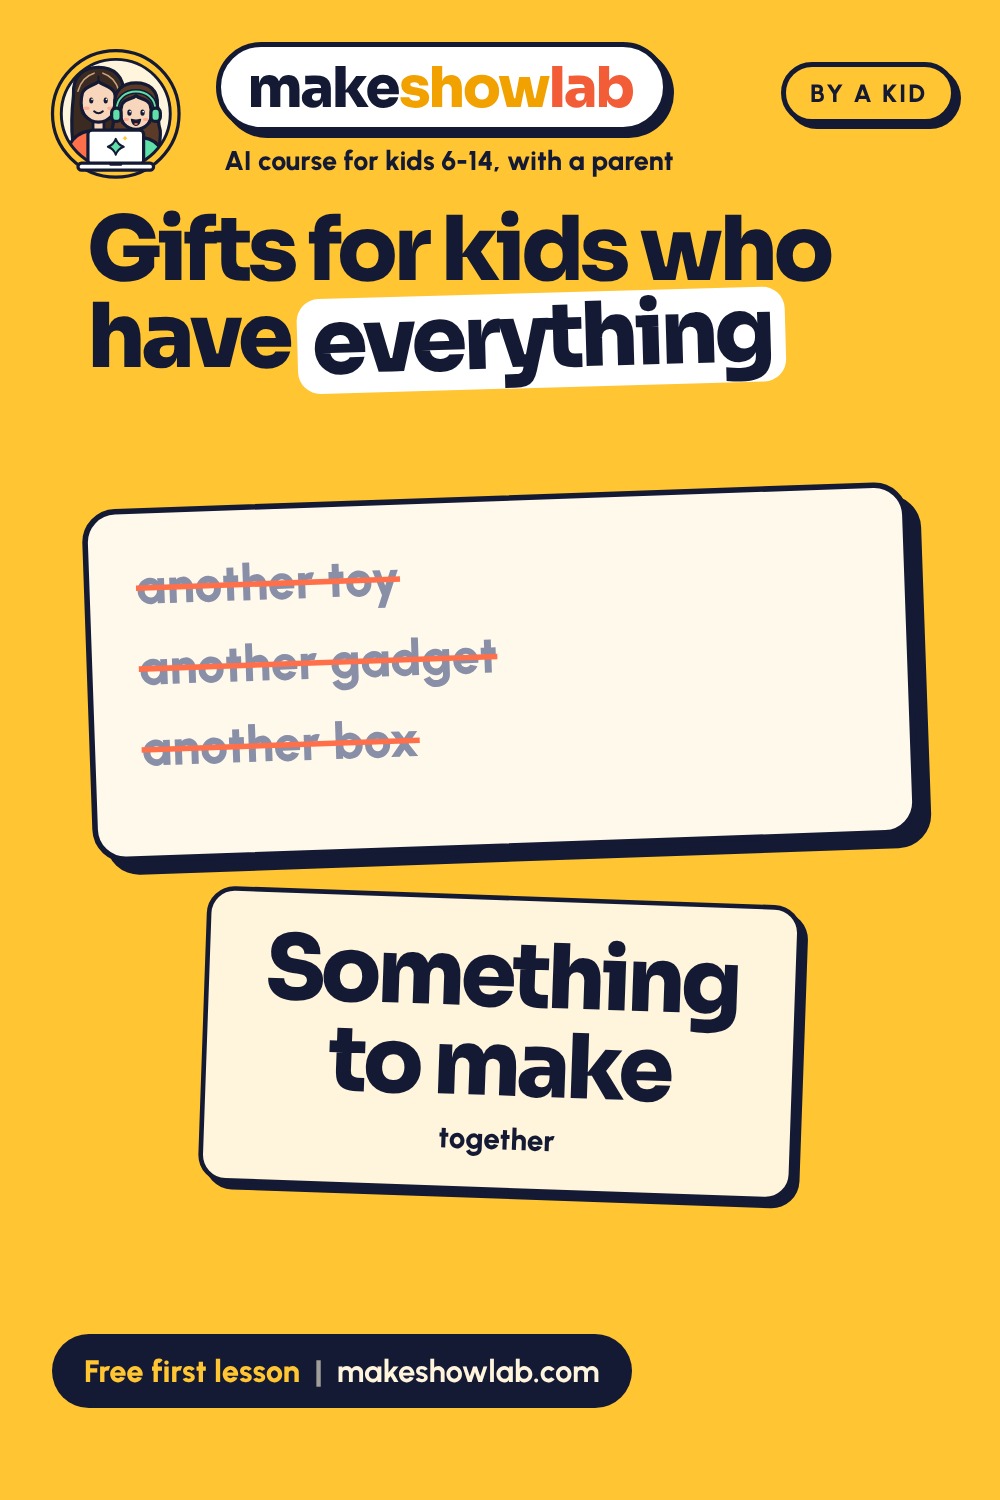 makeshowlab
BY A KID
AI course for kids 6-14, with a parent
Gifts for kids who
have everything
another toy
another gadget
another box
Something
to make
together
Free first lesson | makeshowlab.com